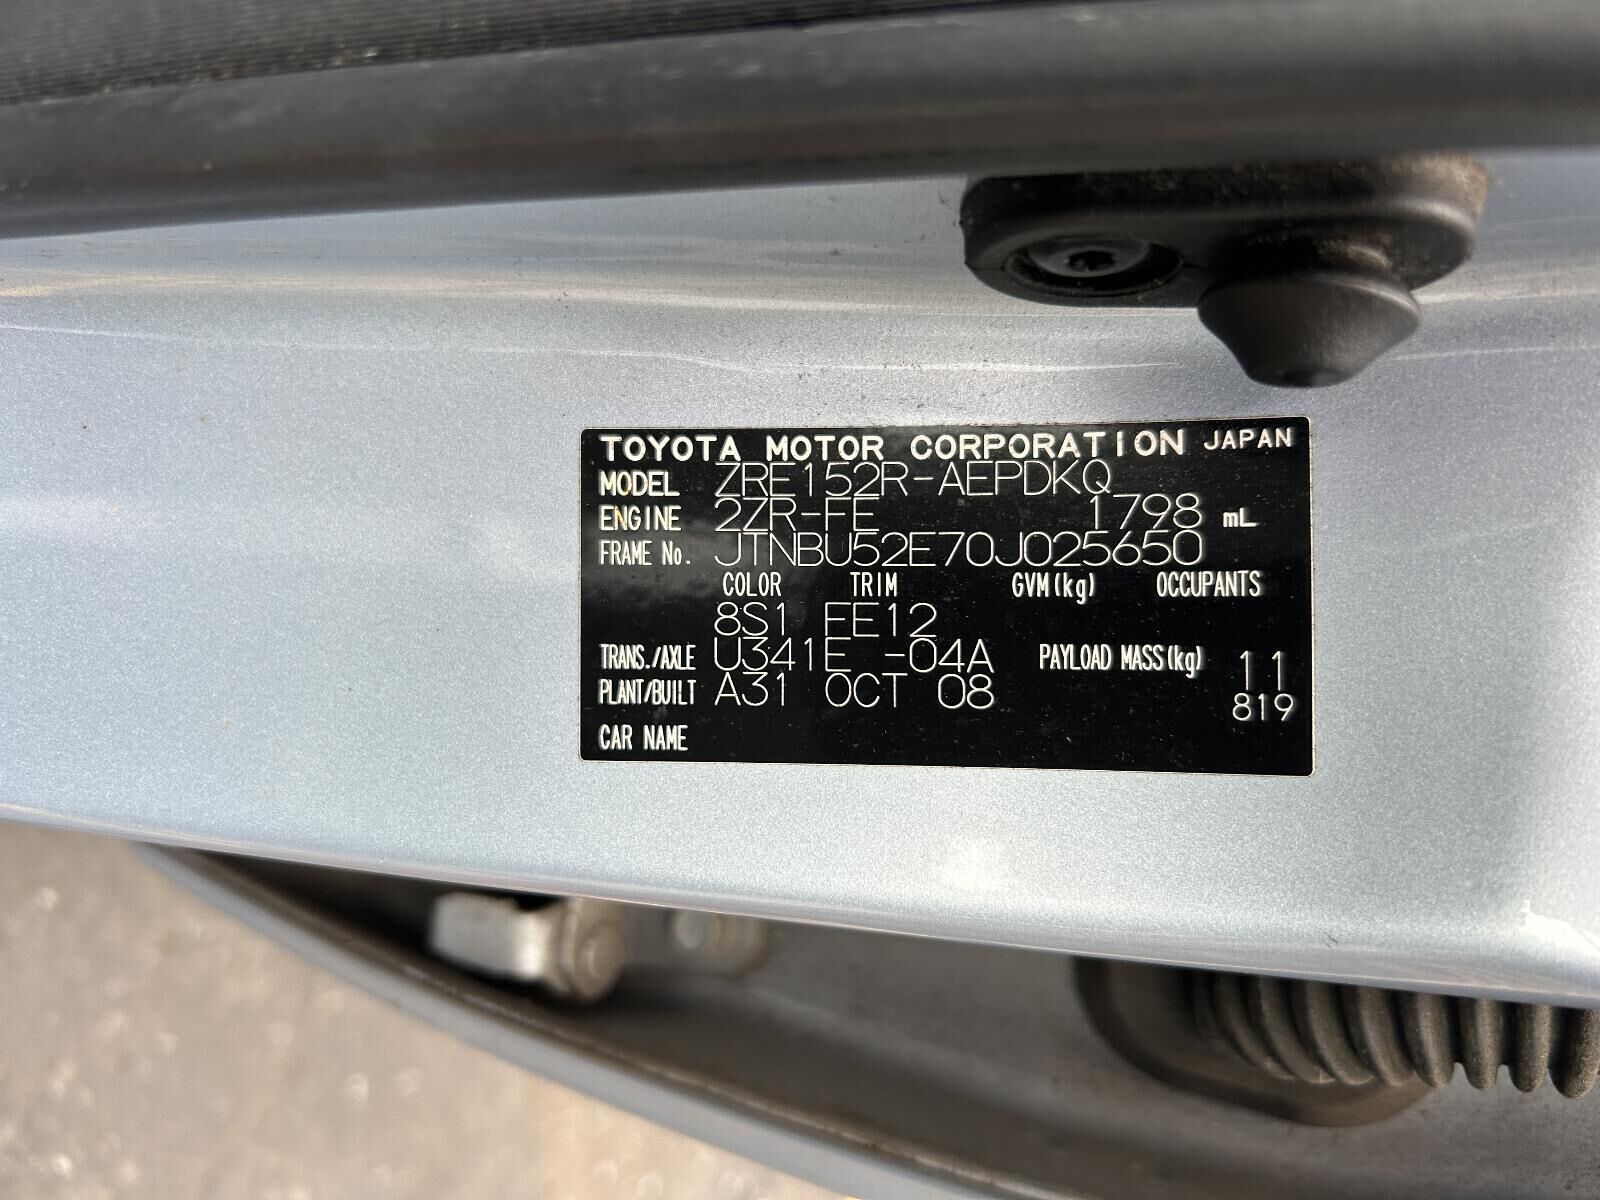 TOYOTA MOTOR CORPORATION JAPAN
MODEL ZRE152R-AEPDKQ
ENGINE 2ZR-FE 1798 mL
FRAME No. JTNBU52E70J025650
COLOR TRIM GVM(kg) OCCUPANTS
8S1 FE12
TRANS./AXLE U341E -04A PAYLOAD MASS(kg) 11
PLANT/BUILT A31 OCT 08 819
CAR NAME